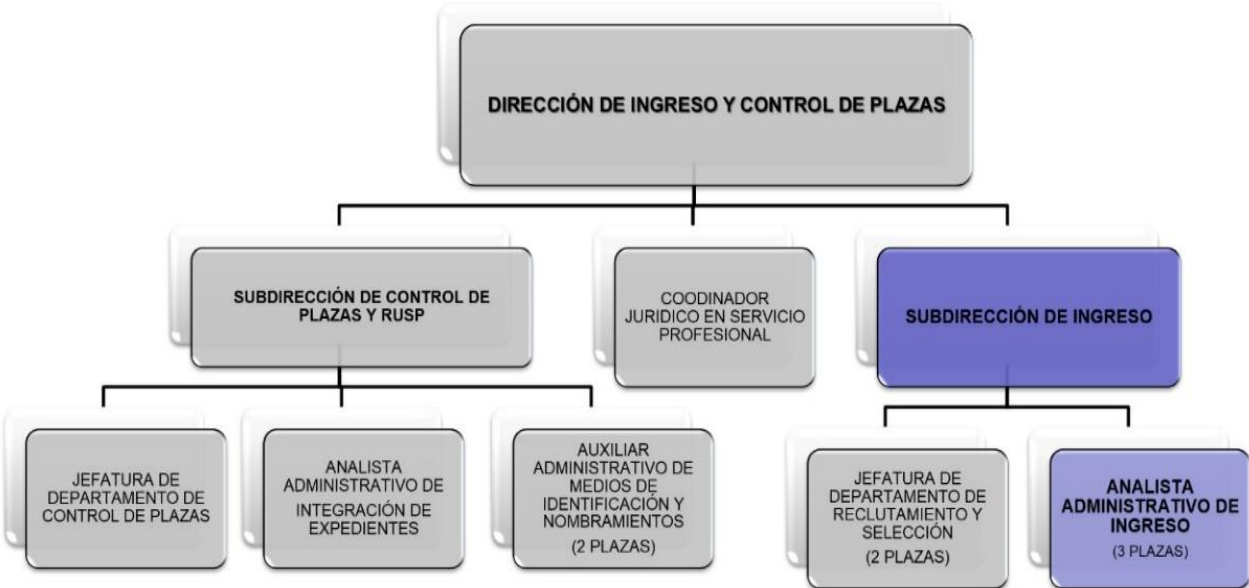 DIRECCIÓN DE INGRESO Y CONTROL DE PLAZAS
SUBDIRECCIÓN DE CONTROL DE
PLAZAS Y RUSP
COODINADOR
JURIDICO EN SERVICIO
PROFESIONAL
SUBDIRECCIÓN DE INGRESO
JEFATURA DE
DEPARTAMENTO DE
CONTROL DE PLAZAS
ANALISTA
ADMINISTRATIVO DE
INTEGRACIÓN DE
EXPEDIENTES
AUXILIAR
ADMINISTRATIVO DE
MEDIOS DE
IDENTIFICACIÓN Y
NOMBRAMIENTOS
(2 PLAZAS)
JEFATURA DE
DEPARTAMENTO DE
RECLUTAMIENTO Y
SELECCIÓN
(2 PLAZAS)
ANALISTA
ADMINISTRATIVO DE
INGRESO
(3 PLAZAS)